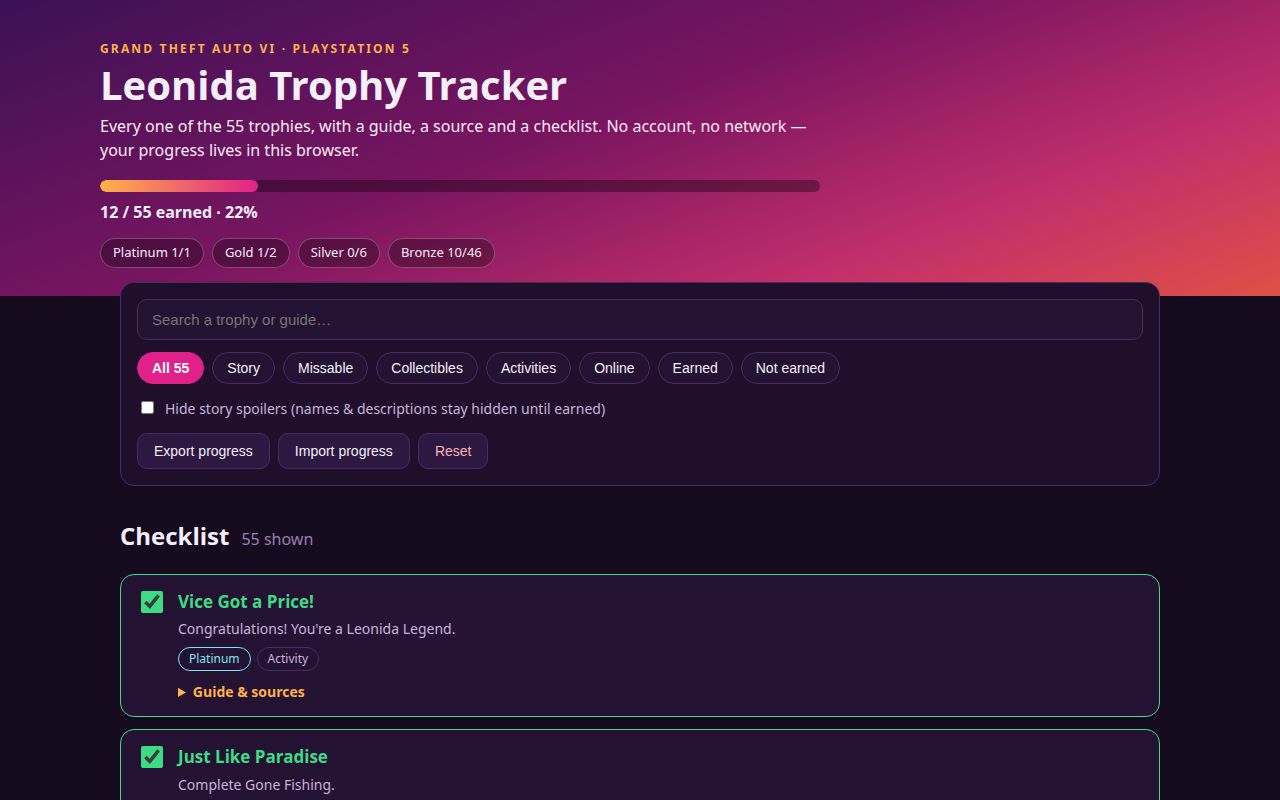 GRAND THEFT AUTO VI · PLAYSTATION 5
Leonida Trophy Tracker
Every one of the 55 trophies, with a guide, a source and a checklist. No account, no network —
your progress lives in this browser.
12 / 55 earned · 22%
Platinum 1/1
Gold 1/2
Silver 0/6
Bronze 10/46
Search a trophy or guide…
All 55
Story
Missable
Collectibles
Activities
Online
Earned
Not earned
Hide story spoilers (names & descriptions stay hidden until earned)
Export progress
Import progress
Reset
Checklist 55 shown
Vice Got a Price!
Congratulations! You're a Leonida Legend.
Platinum
Activity
Guide & sources
Just Like Paradise
Complete Gone Fishing.